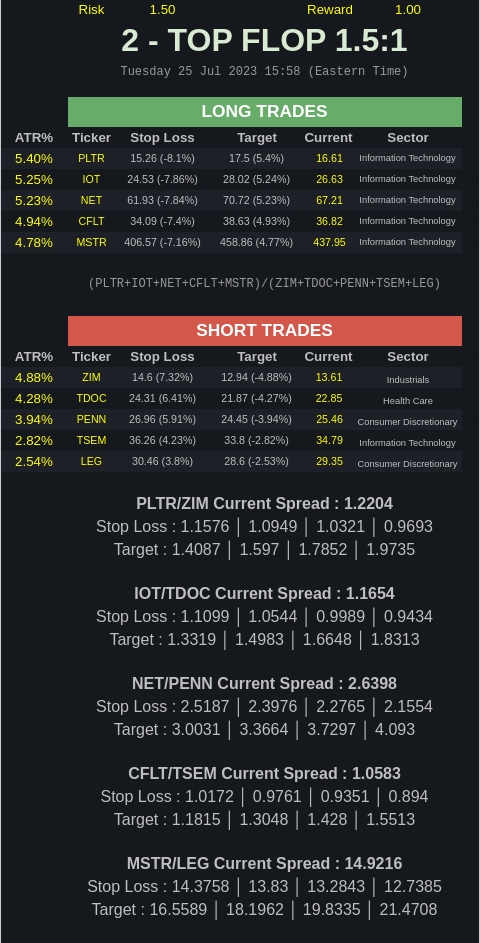 Risk 1.50 Reward 1.00
2 - TOP FLOP 1.5:1
Tuesday 25 Jul 2023 15:58 (Eastern Time)
LONG TRADES
ATR% Ticker Stop Loss Target Current Sector
5.40% PLTR 15.26 (-8.1%) 17.5 (5.4%) 16.61 Information Technology
5.25% IOT 24.53 (-7.86%) 28.02 (5.24%) 26.63 Information Technology
5.23% NET 61.93 (-7.84%) 70.72 (5.23%) 67.21 Information Technology
4.94% CFLT 34.09 (-7.4%) 38.63 (4.93%) 36.82 Information Technology
4.78% MSTR 406.57 (-7.16%) 458.86 (4.77%) 437.95 Information Technology
(PLTR+IOT+NET+CFLT+MSTR)/(ZIM+TDOC+PENN+TSEM+LEG)
SHORT TRADES
ATR% Ticker Stop Loss Target Current Sector
4.88% ZIM 14.6 (7.32%) 12.94 (-4.88%) 13.61 Industrials
4.28% TDOC 24.31 (6.41%) 21.87 (-4.27%) 22.85 Health Care
3.94% PENN 26.96 (5.91%) 24.45 (-3.94%) 25.46 Consumer Discretionary
2.82% TSEM 36.26 (4.23%) 33.8 (-2.82%) 34.79 Information Technology
2.54% LEG 30.46 (3.8%) 28.6 (-2.53%) 29.35 Consumer Discretionary
PLTR/ZIM Current Spread : 1.2204
Stop Loss : 1.1576 │ 1.0949 │ 1.0321 │ 0.9693
Target : 1.4087 │ 1.597 │ 1.7852 │ 1.9735
IOT/TDOC Current Spread : 1.1654
Stop Loss : 1.1099 │ 1.0544 │ 0.9989 │ 0.9434
Target : 1.3319 │ 1.4983 │ 1.6648 │ 1.8313
NET/PENN Current Spread : 2.6398
Stop Loss : 2.5187 │ 2.3976 │ 2.2765 │ 2.1554
Target : 3.0031 │ 3.3664 │ 3.7297 │ 4.093
CFLT/TSEM Current Spread : 1.0583
Stop Loss : 1.0172 │ 0.9761 │ 0.9351 │ 0.894
Target : 1.1815 │ 1.3048 │ 1.428 │ 1.5513
MSTR/LEG Current Spread : 14.9216
Stop Loss : 14.3758 │ 13.83 │ 13.2843 │ 12.7385
Target : 16.5589 │ 18.1962 │ 19.8335 │ 21.4708